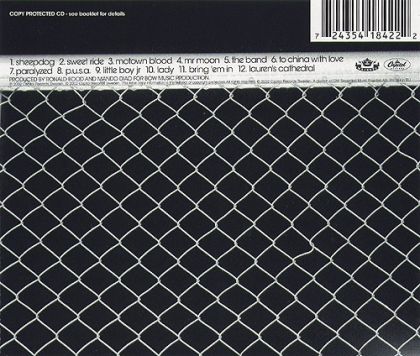 COPY PROTECTED CD - see booklet for details
7 24354 18422 2
1. sheepdog 2. sweet ride 3. motown blood 4. mr moon 5. the band 6. to china with love
7. paralyzed 8. p.u.s.a. 9. little boy jr 10. lady 11. bring 'em in 12. lauren's cathedral
PRODUCED BY RONALD BOOD AND MANDO DIAO FOR BOW MUSIC PRODUCTION.
Capitol